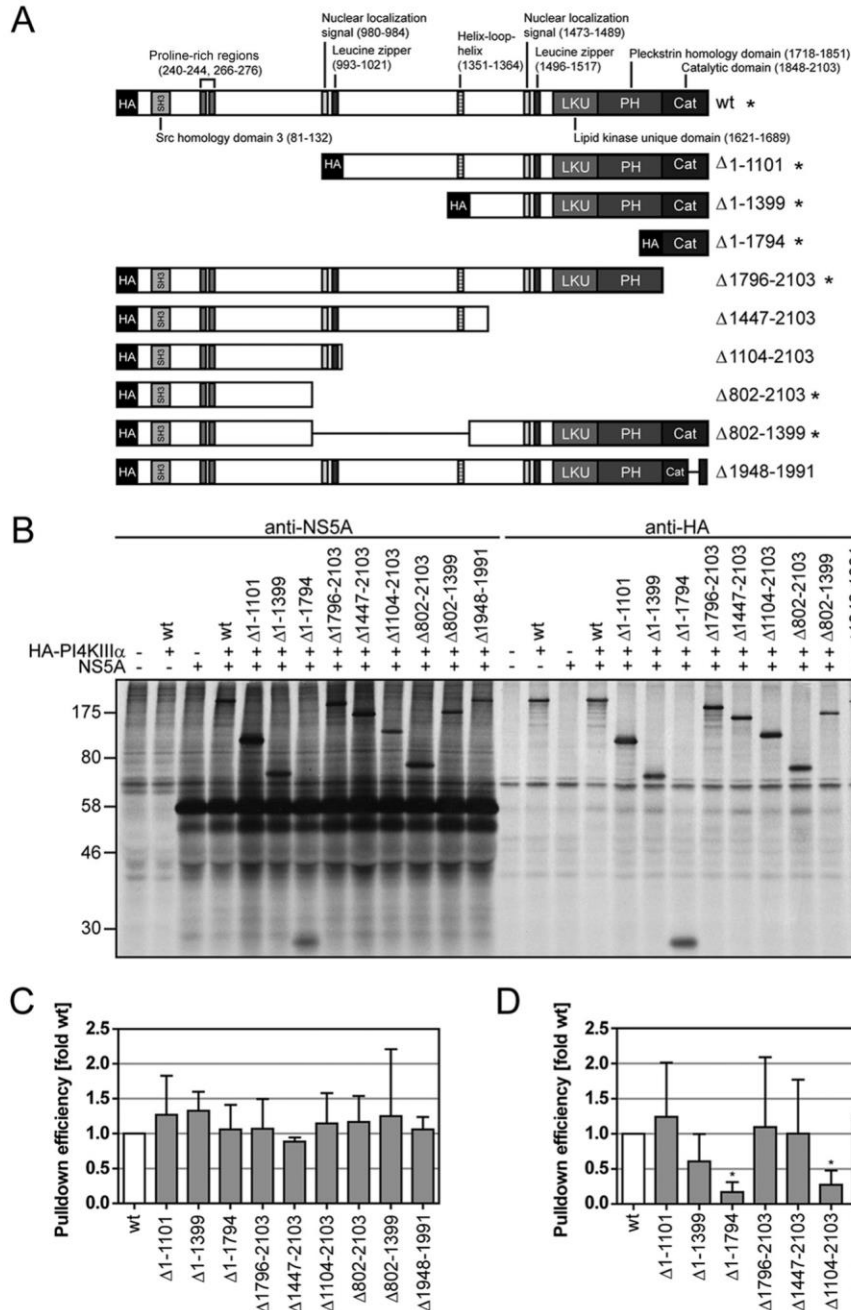 A
Nuclear localization signal (980-984)
Nuclear localization signal (1473-1489)
Helix-loop-helix (1351-1364)
Proline-rich regions (240-244, 266-276)
Leucine zipper (993-1021)
Leucine zipper (1496-1517)
Pleckstrin homology domain (1718-1851)
Catalytic domain (1848-2103)
HA SH3 LKU PH Cat wt *
Src homology domain 3 (81-132)
Lipid kinase unique domain (1621-1689)
HA LKU PH Cat Δ1-1101 *
HA LKU PH Cat Δ1-1399 *
HA Cat Δ1-1794 *
HA SH3 LKU PH Δ1796-2103 *
HA SH3 Δ1447-2103
HA SH3 Δ1104-2103
HA SH3 Δ802-2103 *
HA SH3 LKU PH Cat Δ802-1399 *
HA SH3 LKU PH Cat Δ1948-1991
B
anti-NS5A anti-HA
wt wt Δ1-1101 Δ1-1399 Δ1-1794 Δ1796-2103 Δ1447-2103 Δ1104-2103 Δ802-2103 Δ802-1399 Δ1948-1991 wt wt Δ1-1101 Δ1-1399 Δ1-1794 Δ1796-2103 Δ1447-2103 Δ1104-2103 Δ802-2103 Δ802-1399
HA-PI4KIIIα - + - + + + + + + + + + + - + - + + + + + + + + +
NS5A - - + + + + + + + + + + + - - + + + + + + + + + +
175
80
58
46
30
C
Pulldown efficiency [fold wt]
2.5
2.0
1.5
1.0
0.5
0.0
wt Δ1-1101 Δ1-1399 Δ1-1794 Δ1796-2103 Δ1447-2103 Δ1104-2103 Δ802-2103 Δ802-1399 Δ1948-1991
D
Pulldown efficiency [fold wt]
2.5
2.0
1.5
1.0
0.5
0.0
* *
wt Δ1-1101 Δ1-1399 Δ1-1794 Δ1796-2103 Δ1447-2103 Δ1104-2103